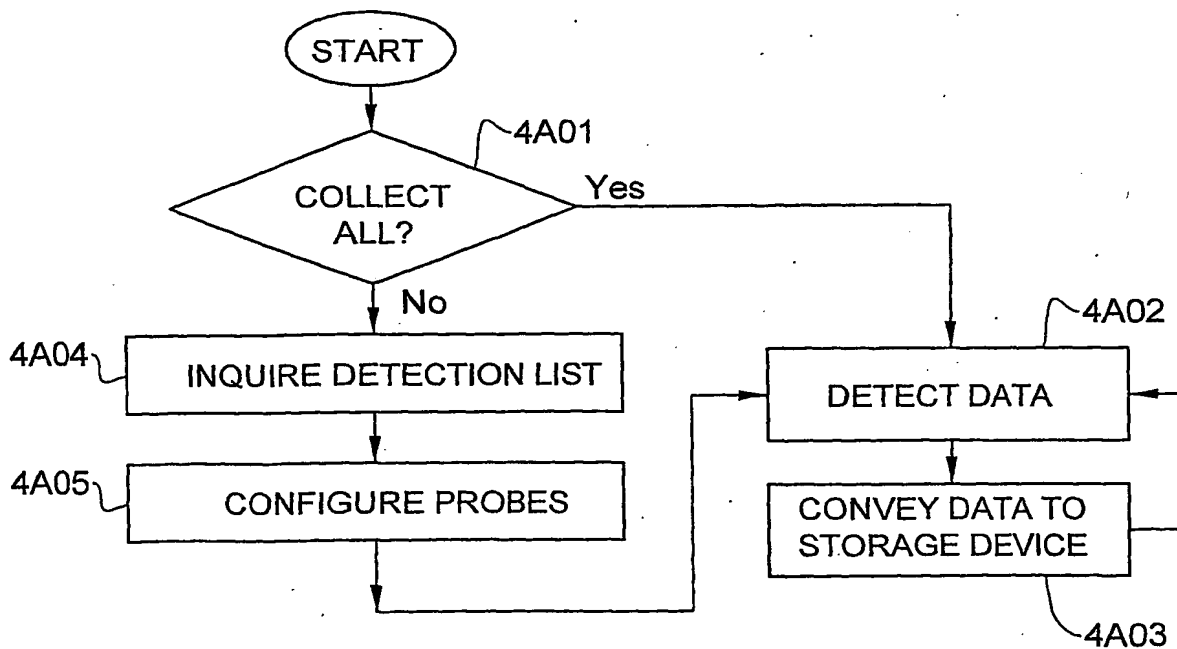 START
4A01
COLLECT
ALL?
Yes
No
4A04
INQUIRE DETECTION LIST
4A05
CONFIGURE PROBES
4A02
DETECT DATA
CONVEY DATA TO
STORAGE DEVICE
4A03